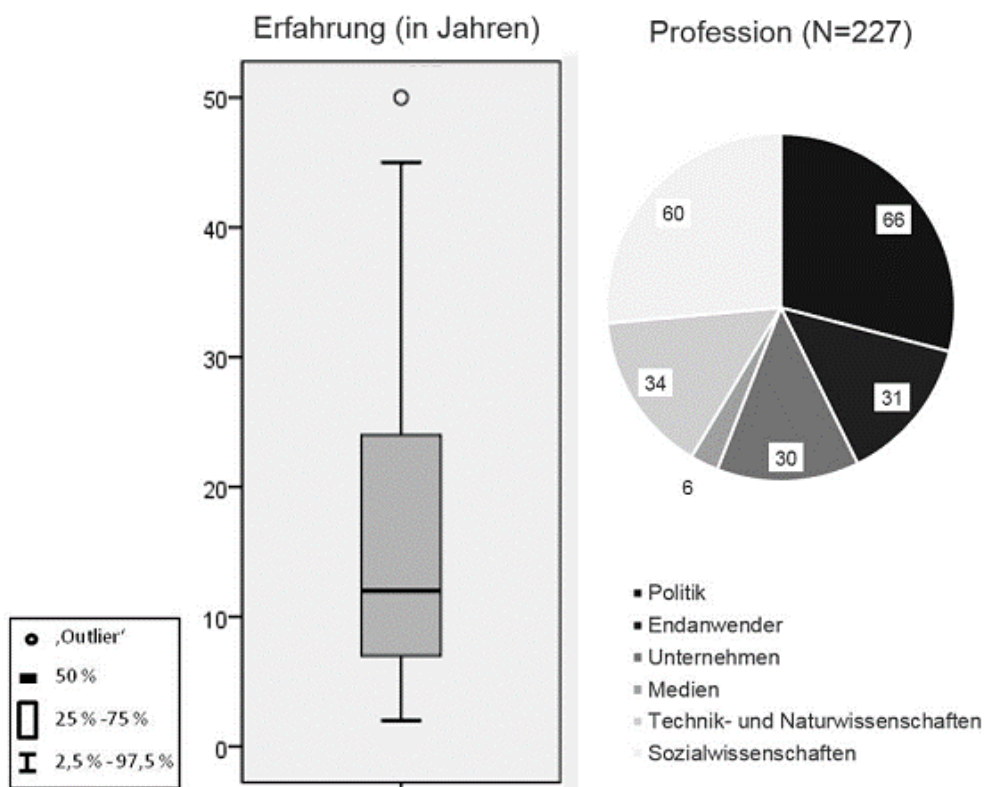 Erfahrung (in Jahren)
50
40
30
20
10
0
‚Outlier‘
50 %
25 % -75 %
2,5 % - 97,5 %
Profession (N=227)
66
31
30
6
34
60
Politik
Endanwender
Unternehmen
Medien
Technik- und Naturwissenschaften
Sozialwissenschaften